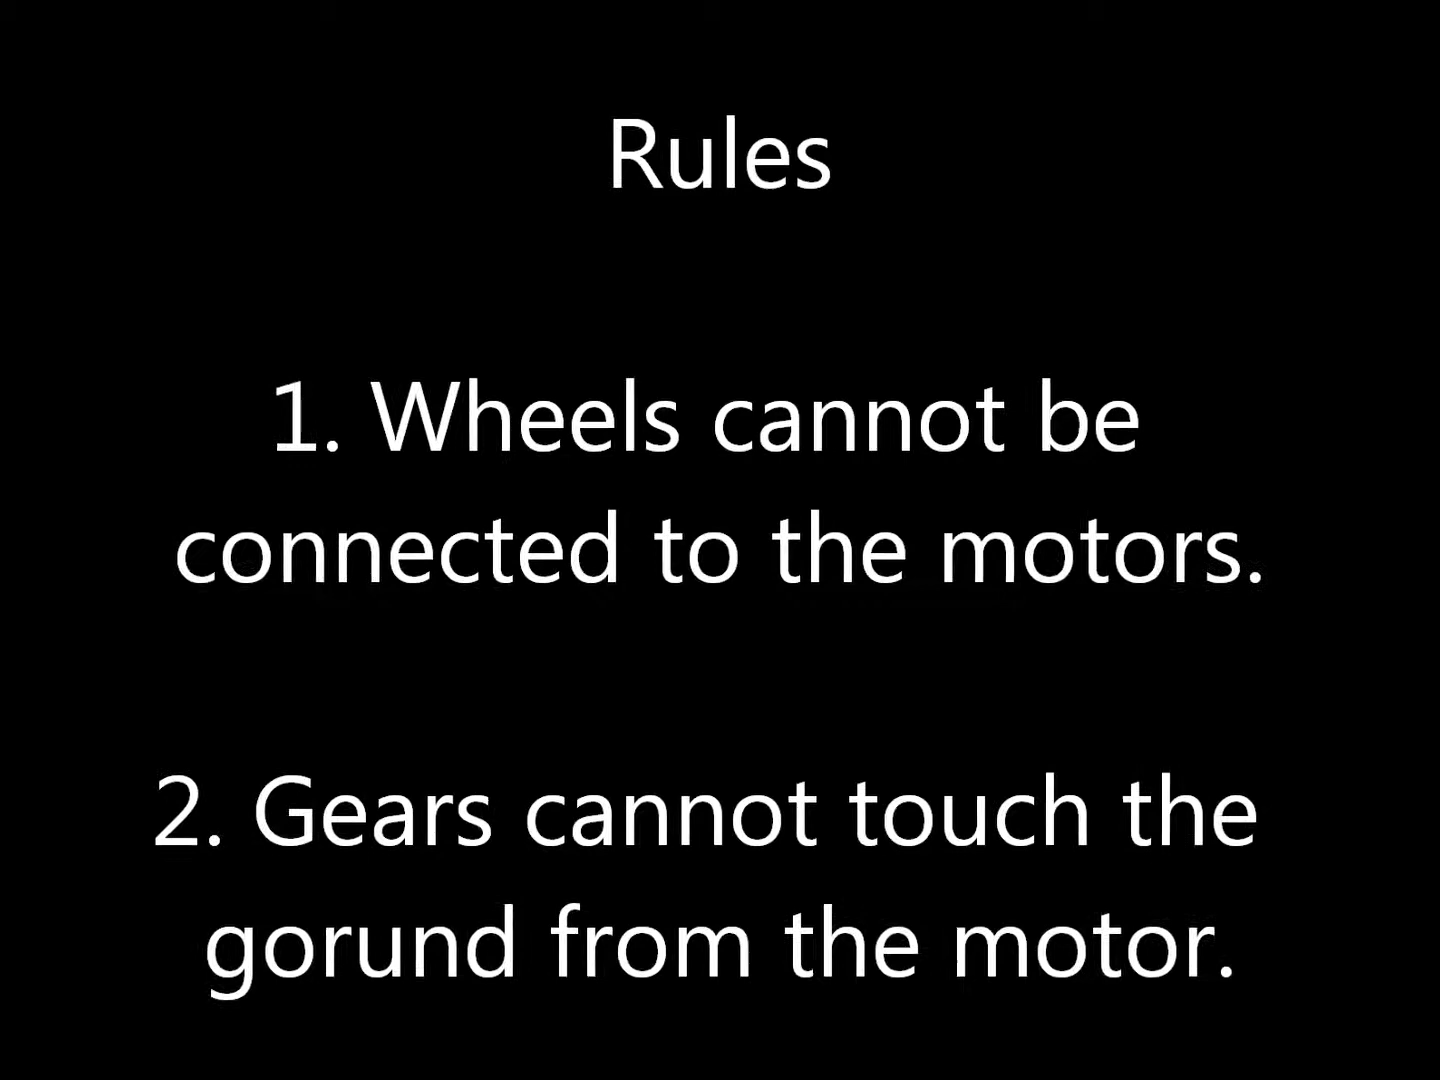 Rules
1. Wheels cannot be
connected to the motors.
2. Gears cannot touch the
gorund from the motor.